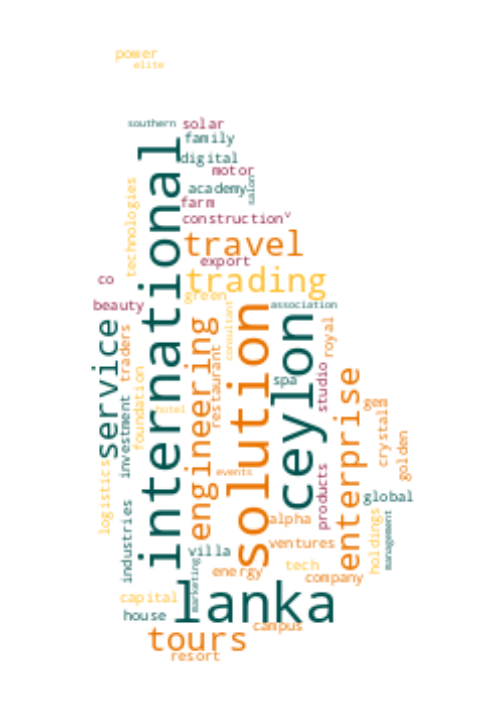 power
elite
southern
solar
family
digital
motor
academy
salon
farm
construction
v
technologies
international
travel
export
co
trading
green
beauty
association
service
traders
engineering
restaurant
consultant
solution
ceylon
royal
spa
studio
investment
foundation
hotel
enterprise
gem
crystals
golden
logistics
events
products
global
industries
alpha
holdings
management
villa
ventures
marketing
energy
tech
company
capital
lanka
house
campus
tours
resort